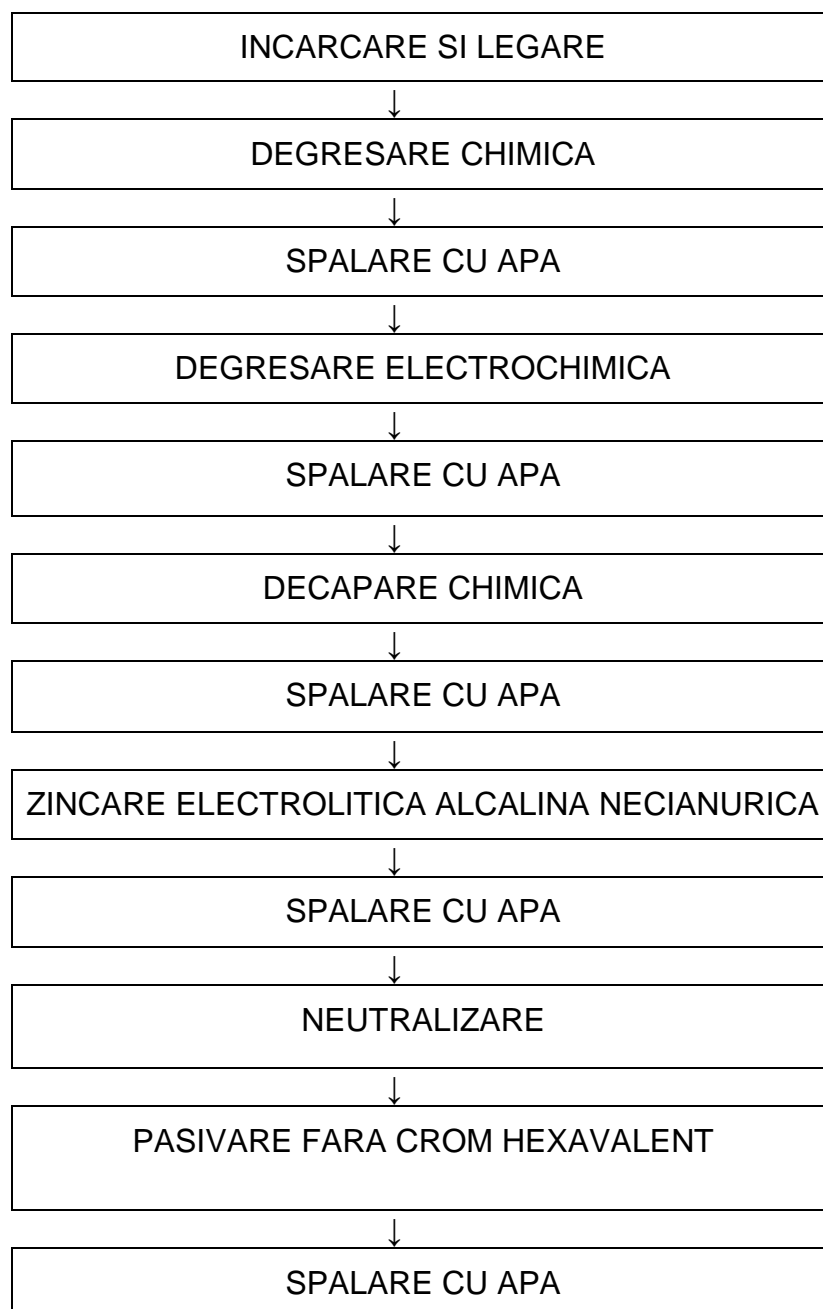 INCARCARE SI LEGARE
↓
DEGRESARE CHIMICA
↓
SPALARE CU APA
↓
DEGRESARE ELECTROCHIMICA
↓
SPALARE CU APA
↓
DECAPARE CHIMICA
↓
SPALARE CU APA
↓
ZINCARE ELECTROLITICA ALCALINA NECIANURICA
↓
SPALARE CU APA
↓
NEUTRALIZARE
↓
PASIVARE FARA CROM HEXAVALENT
↓
SPALARE CU APA